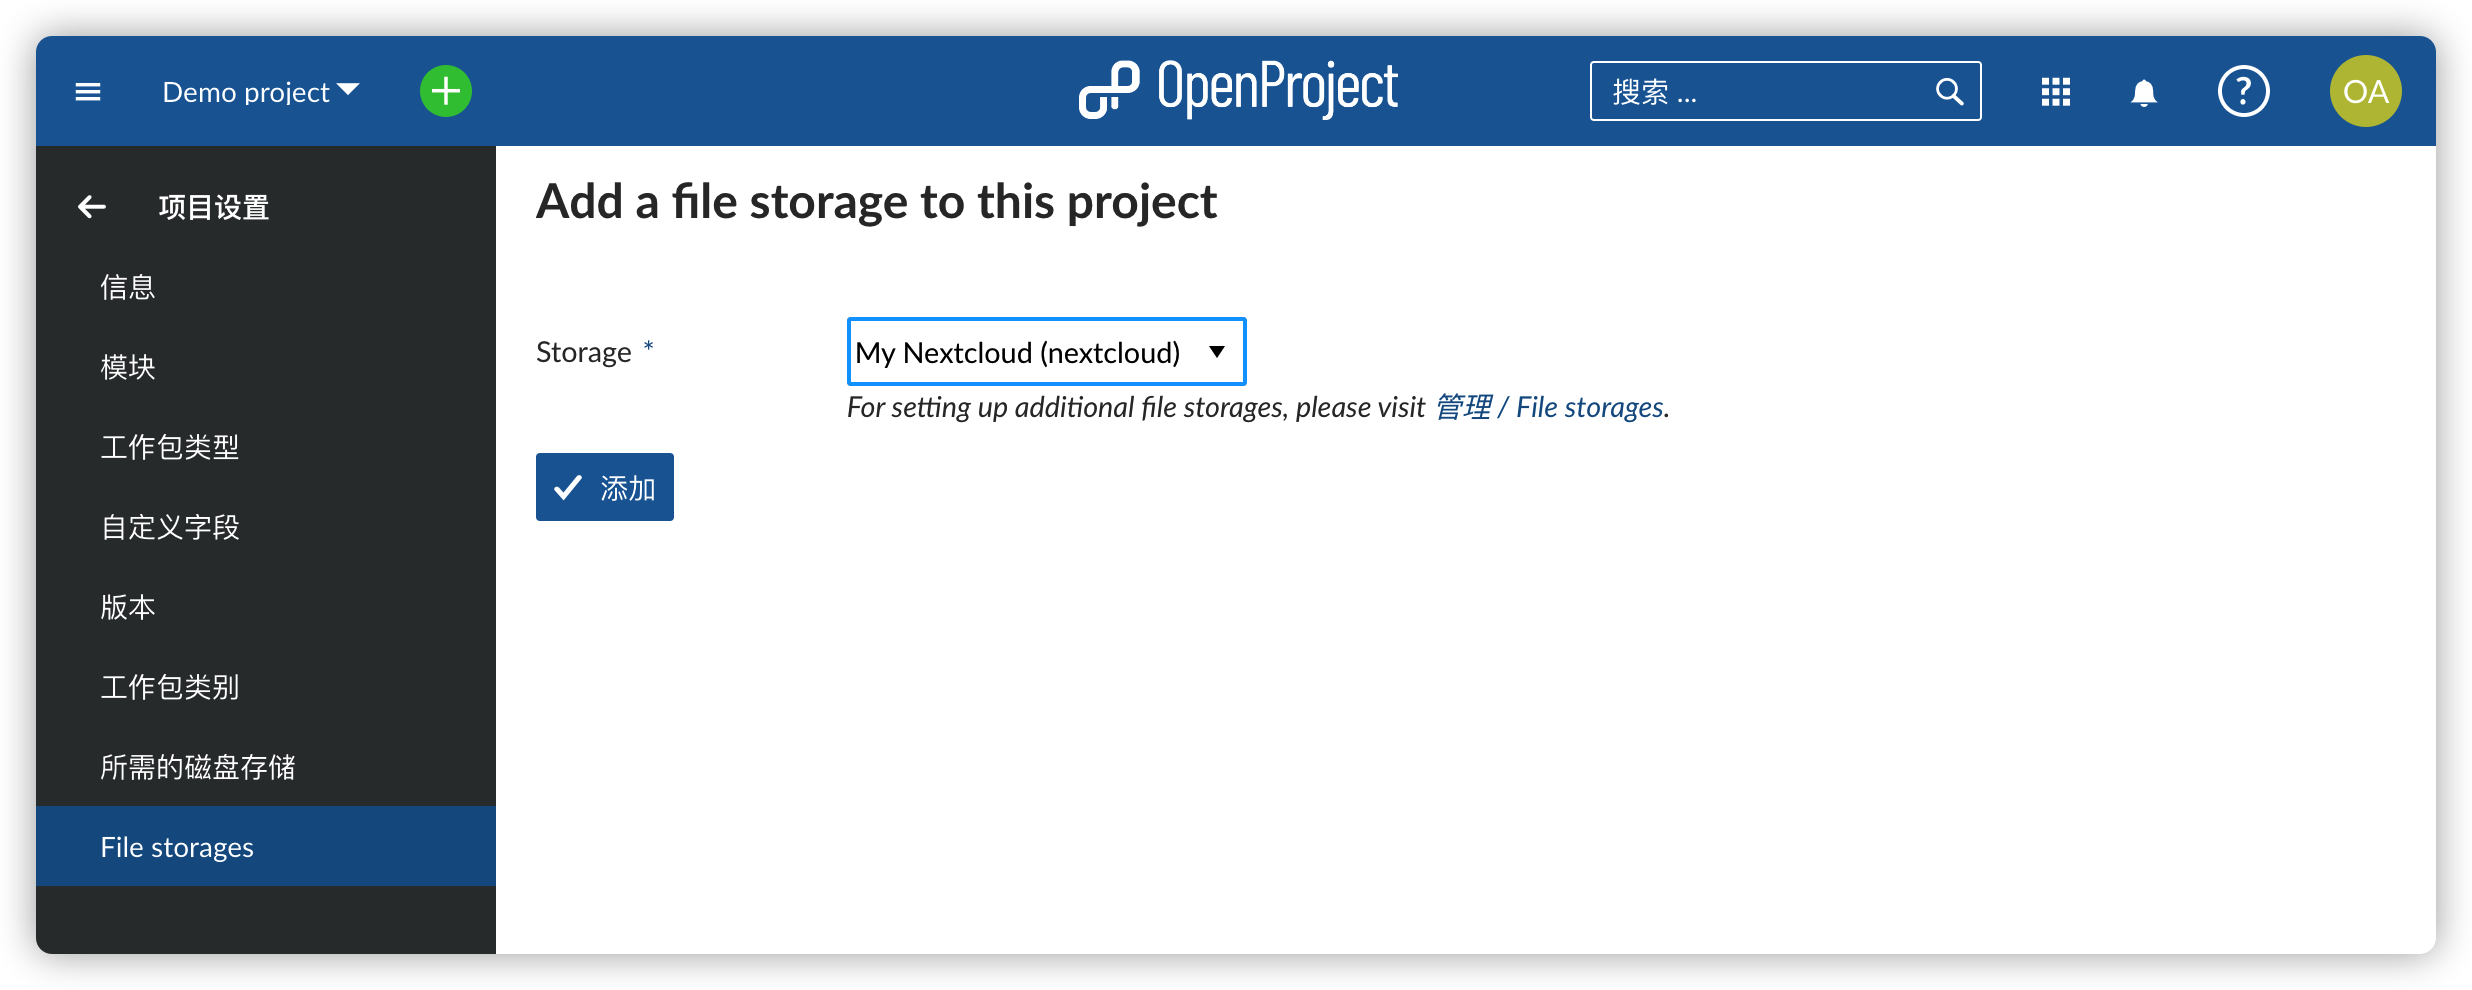 Demo project
OpenProject
搜索 ...
?
OA
项目设置
信息
模块
工作包类型
自定义字段
版本
工作包类别
所需的磁盘存储
File storages
Add a file storage to this project
Storage *
My Nextcloud (nextcloud)
For setting up additional file storages, please visit 管理 / File storages.
添加